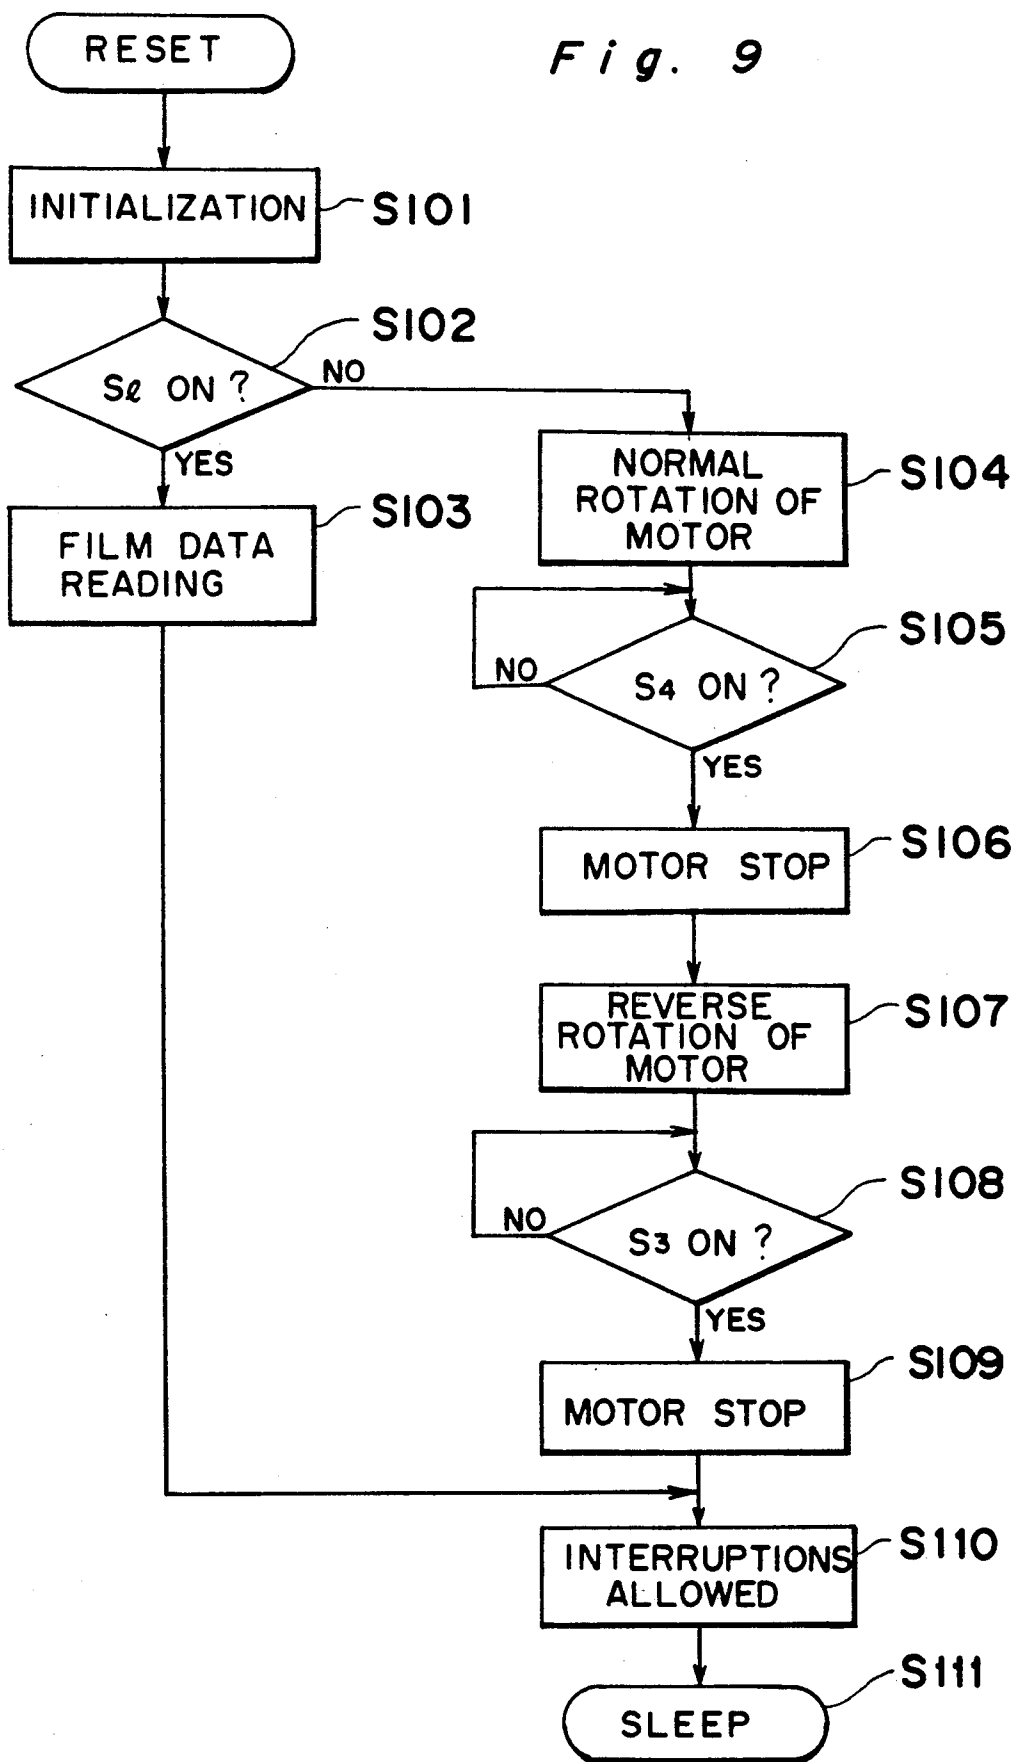 Fig. 9
RESET
INITIALIZATION
S101
S102
Sℓ ON ?
NO
YES
S103
FILM DATA
READING
NORMAL
ROTATION OF
MOTOR
S104
S105
S4 ON ?
NO
YES
MOTOR STOP
S106
REVERSE
ROTATION OF
MOTOR
S107
S108
S3 ON ?
NO
YES
S109
MOTOR STOP
INTERRUPTIONS
ALLOWED
S110
S111
SLEEP